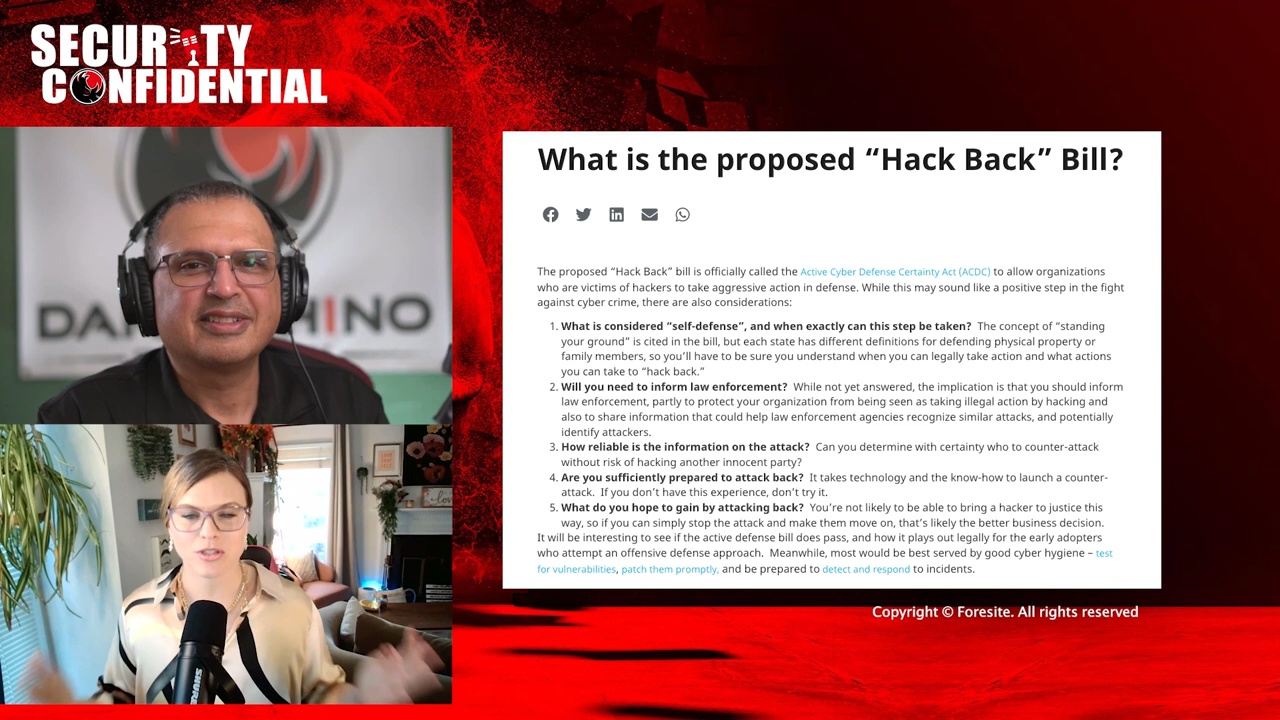 SECURITY
CONFIDENTIAL
DA HINO
SHURE
What is the proposed “Hack Back” Bill?
The proposed “Hack Back” bill is officially called the Active Cyber Defense Certainty Act (ACDC) to allow organizations
who are victims of hackers to take aggressive action in defense. While this may sound like a positive step in the fight
against cyber crime, there are also considerations:
1. What is considered “self-defense”, and when exactly can this step be taken? The concept of “standing
your ground” is cited in the bill, but each state has different definitions for defending physical property or
family members, so you’ll have to be sure you understand when you can legally take action and what actions
you can take to “hack back.”
2. Will you need to inform law enforcement? While not yet answered, the implication is that you should inform
law enforcement, partly to protect your organization from being seen as taking illegal action by hacking and
also to share information that could help law enforcement agencies recognize similar attacks, and potentially
identify attackers.
3. How reliable is the information on the attack? Can you determine with certainty who to counter-attack
without risk of hacking another innocent party?
4. Are you sufficiently prepared to attack back? It takes technology and the know-how to launch a counter-
attack. If you don’t have this experience, don’t try it.
5. What do you hope to gain by attacking back? You’re not likely to be able to bring a hacker to justice this
way, so if you can simply stop the attack and make them move on, that’s likely the better business decision.
It will be interesting to see if the active defense bill does pass, and how it plays out legally for the early adopters
who attempt an offensive defense approach. Meanwhile, most would be best served by good cyber hygiene – test
for vulnerabilities, patch them promptly, and be prepared to detect and respond to incidents.
Copyright © Foresite. All rights reserved